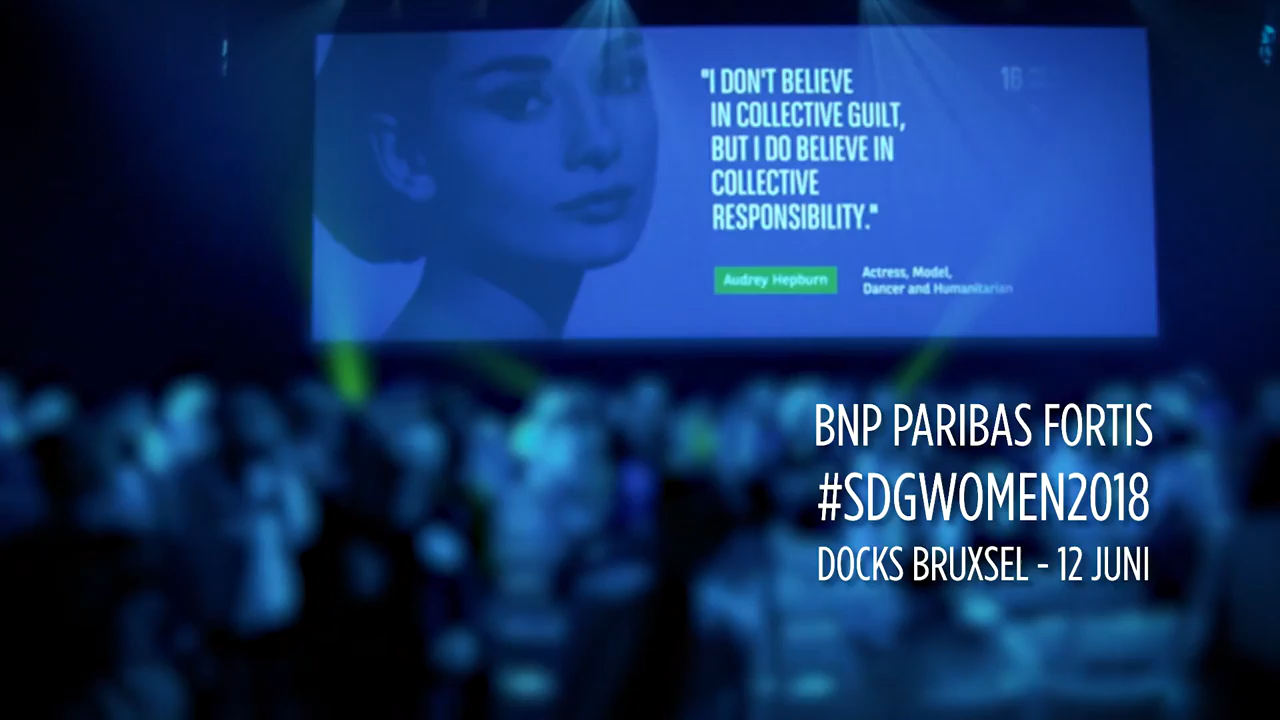 "I DON'T BELIEVE
IN COLLECTIVE GUILT,
BUT I DO BELIEVE IN
COLLECTIVE
RESPONSIBILITY."
16
Audrey Hepburn
Actress, Model,
Dancer and Humanitarian
BNP PARIBAS FORTIS
#SDGWOMEN2018
DOCKS BRUXSEL - 12 JUNI